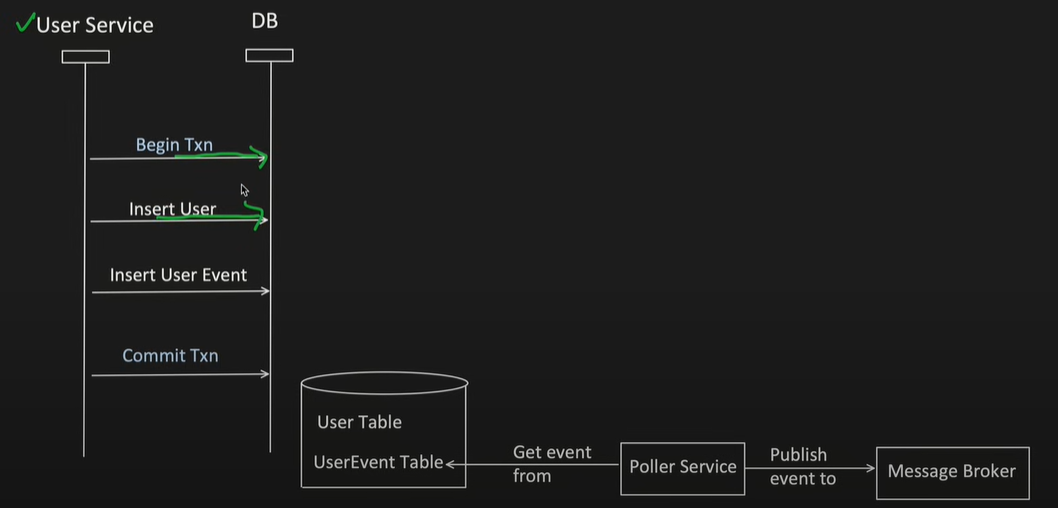 User Service
DB
Begin Txn
Insert User
Insert User Event
Commit Txn
User Table
UserEvent Table
Get event
from
Poller Service
Publish
event to
Message Broker